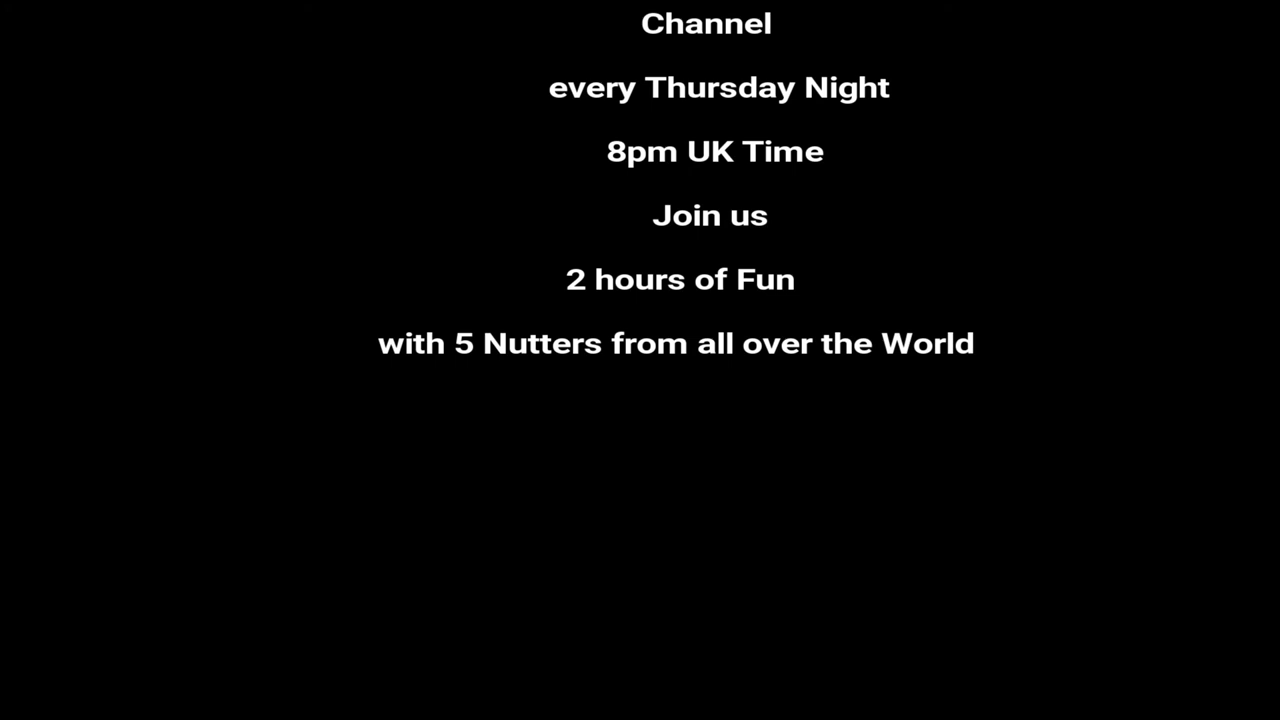 Channel
every Thursday Night
8pm UK Time
Join us
2 hours of Fun
with 5 Nutters from all over the World